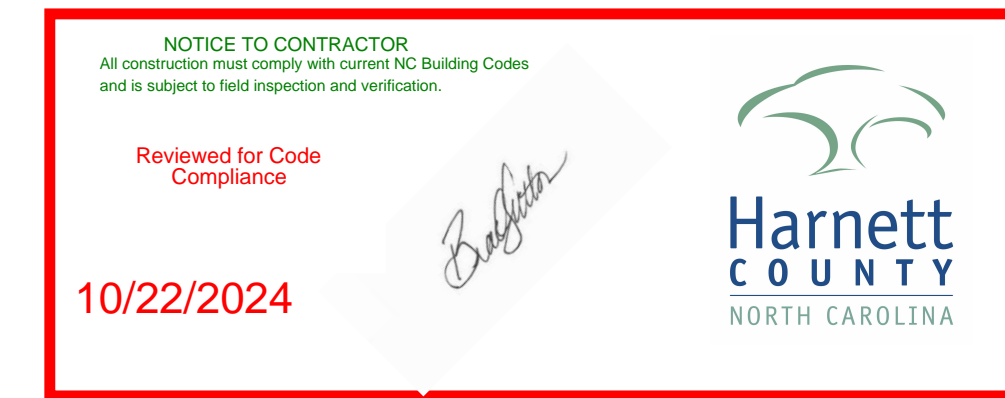 NOTICE TO CONTRACTOR
All construction must comply with current NC Building Codes
and is subject to field inspection and verification.
Reviewed for Code
Compliance
10/22/2024
Harnett
COUNTY
NORTH CAROLINA